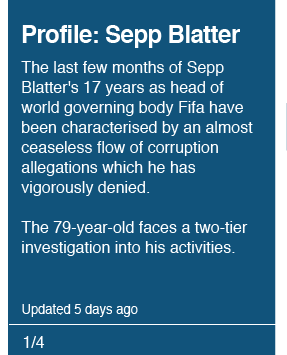 Profile: Sepp Blatter
The last few months of Sepp
Blatter's 17 years as head of
world governing body Fifa have
been characterised by an almost
ceaseless flow of corruption
allegations which he has
vigorously denied.
The 79-year-old faces a two-tier
investigation into his activities.
Updated 5 days ago
1/4